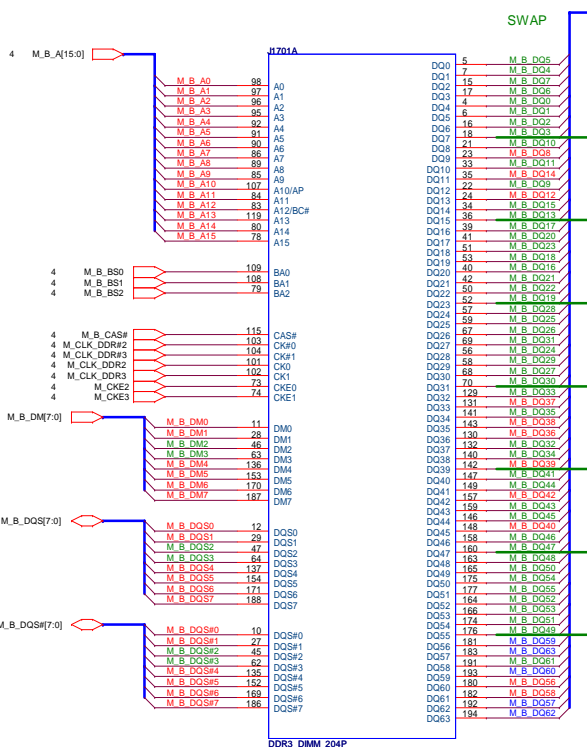 SWAP
J1701A
4 M_B_A[15:0]
M_B_A0 98 A0
M_B_A1 97 A1
M_B_A2 96 A2
M_B_A3 95 A3
M_B_A4 92 A4
M_B_A5 91 A5
M_B_A6 90 A6
M_B_A7 86 A7
M_B_A8 89 A8
M_B_A9 85 A9
M_B_A10 107 A10/AP
M_B_A11 84 A11
M_B_A12 83 A12/BC#
M_B_A13 119 A13
M_B_A14 80 A14
M_B_A15 78 A15
4 M_B_BS0 109 BA0
4 M_B_BS1 108 BA1
4 M_B_BS2 79 BA2
4 M_B_CAS# 115 CAS#
4 M_CLK_DDR#2 103 CK#0
4 M_CLK_DDR#3 104 CK#1
4 M_CLK_DDR2 101 CK0
4 M_CLK_DDR3 102 CK1
4 M_CKE2 73 CKE0
4 M_CKE3 74 CKE1
M_B_DM[7:0]
M_B_DM0 11 DM0
M_B_DM1 28 DM1
M_B_DM2 46 DM2
M_B_DM3 63 DM3
M_B_DM4 136 DM4
M_B_DM5 153 DM5
M_B_DM6 170 DM6
M_B_DM7 187 DM7
M_B_DQS[7:0]
M_B_DQS0 12 DQS0
M_B_DQS1 29 DQS1
M_B_DQS2 47 DQS2
M_B_DQS3 64 DQS3
M_B_DQS4 137 DQS4
M_B_DQS5 154 DQS5
M_B_DQS6 171 DQS6
M_B_DQS7 188 DQS7
M_B_DQS#[7:0]
M_B_DQS#0 10 DQS#0
M_B_DQS#1 27 DQS#1
M_B_DQS#2 45 DQS#2
M_B_DQS#3 62 DQS#3
M_B_DQS#4 135 DQS#4
M_B_DQS#5 152 DQS#5
M_B_DQS#6 169 DQS#6
M_B_DQS#7 186 DQS#7
DQ0 5 M_B_DQ5
DQ1 7 M_B_DQ4
DQ2 15 M_B_DQ7
DQ3 17 M_B_DQ6
DQ4 4 M_B_DQ0
DQ5 6 M_B_DQ1
DQ6 16 M_B_DQ2
DQ7 18 M_B_DQ3
DQ8 21 M_B_DQ10
DQ9 23 M_B_DQ8
DQ10 33 M_B_DQ11
DQ11 35 M_B_DQ14
DQ12 22 M_B_DQ9
DQ13 24 M_B_DQ12
DQ14 34 M_B_DQ15
DQ15 36 M_B_DQ13
DQ16 39 M_B_DQ17
DQ17 41 M_B_DQ20
DQ18 51 M_B_DQ23
DQ19 53 M_B_DQ18
DQ20 40 M_B_DQ16
DQ21 42 M_B_DQ21
DQ22 50 M_B_DQ22
DQ23 52 M_B_DQ19
DQ24 57 M_B_DQ28
DQ25 59 M_B_DQ25
DQ26 67 M_B_DQ26
DQ27 69 M_B_DQ31
DQ28 56 M_B_DQ24
DQ29 58 M_B_DQ29
DQ30 68 M_B_DQ27
DQ31 70 M_B_DQ30
DQ32 129 M_B_DQ33
DQ33 131 M_B_DQ37
DQ34 141 M_B_DQ35
DQ35 143 M_B_DQ38
DQ36 130 M_B_DQ36
DQ37 132 M_B_DQ32
DQ38 140 M_B_DQ34
DQ39 142 M_B_DQ39
DQ40 147 M_B_DQ41
DQ41 149 M_B_DQ44
DQ42 157 M_B_DQ42
DQ43 159 M_B_DQ43
DQ44 146 M_B_DQ45
DQ45 148 M_B_DQ40
DQ46 158 M_B_DQ46
DQ47 160 M_B_DQ47
DQ48 163 M_B_DQ48
DQ49 165 M_B_DQ50
DQ50 175 M_B_DQ54
DQ51 177 M_B_DQ55
DQ52 164 M_B_DQ52
DQ53 166 M_B_DQ53
DQ54 174 M_B_DQ51
DQ55 176 M_B_DQ49
DQ56 181 M_B_DQ59
DQ57 183 M_B_DQ63
DQ58 191 M_B_DQ61
DQ59 193 M_B_DQ60
DQ60 180 M_B_DQ56
DQ61 182 M_B_DQ58
DQ62 192 M_B_DQ57
DQ63 194 M_B_DQ62
DDR3_DIMM_204P